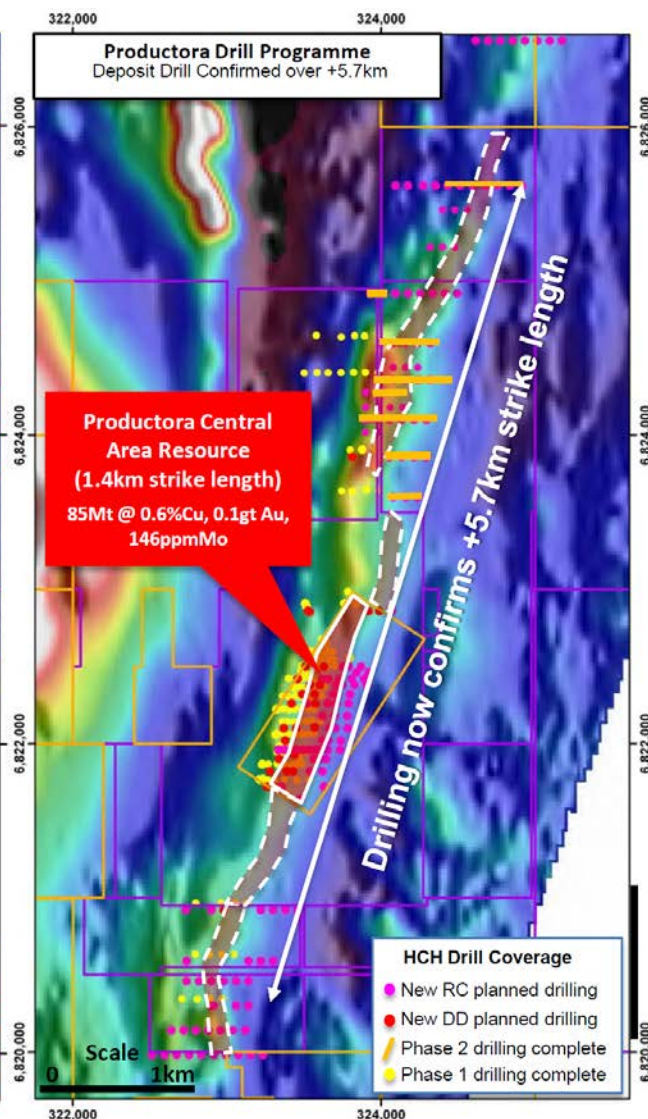 322,000
324,000
Productora Drill Programme
Deposit Drill Confirmed over +5.7km
6,826,000
6,826,000
Productora Central
Area Resource
(1.4km strike length)
85Mt @ 0.6%Cu, 0.1gt Au,
146ppmMo
6,824,000
6,824,000
Drilling now confirms +5.7km strike length
6,822,000
6,822,000
HCH Drill Coverage
New RC planned drilling
New DD planned drilling
Phase 2 drilling complete
Phase 1 drilling complete
Scale
0 1km
6,820,000
6,820,000
322,000
324,000